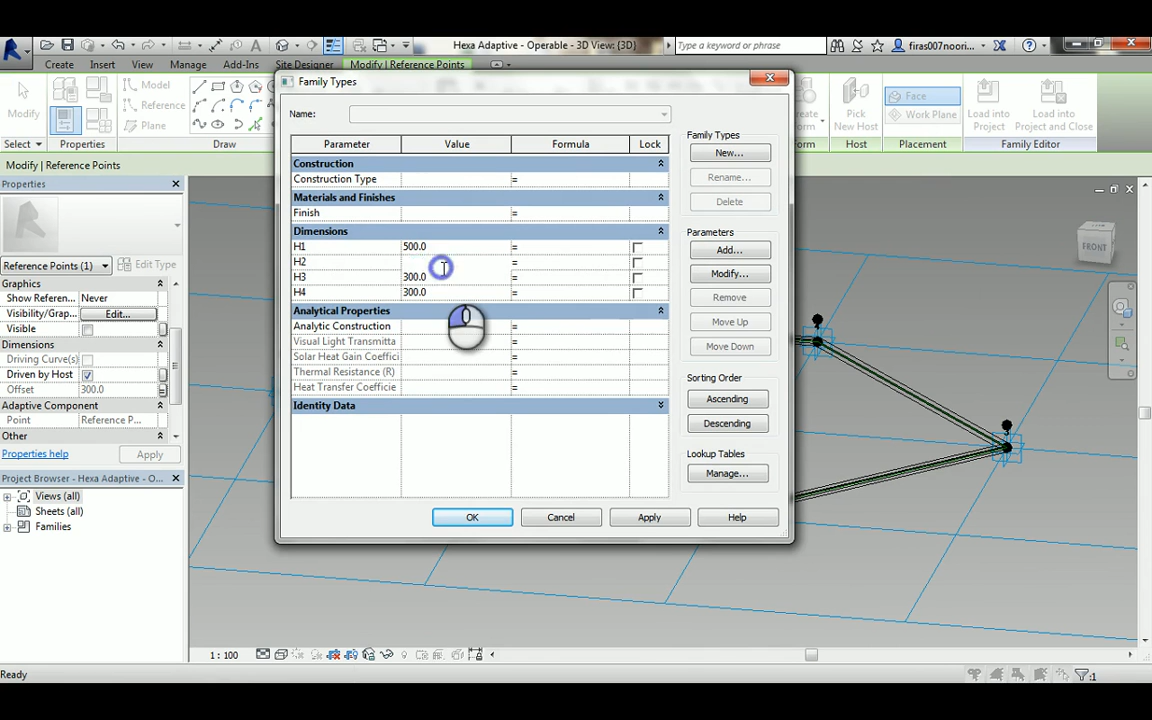 Hexa Adaptive - Operable - 3D View: {3D}
Type a keyword or phrase
firas007noori...
Create Insert View Manage Add-Ins Site Designer Modify | Reference Points
Modify
Select
Properties
Model
Reference
Plane
Draw
Family Types
Name:
Parameter Value Formula Lock
Construction
Construction Type =
Materials and Finishes
Finish =
Dimensions
H1 500.0 =
H2 =
H3 300.0 =
H4 300.0 =
Analytical Properties
Analytic Construction =
Visual Light Transmitta =
Solar Heat Gain Coeffici =
Thermal Resistance (R) =
Heat Transfer Coefficie =
Identity Data
Family Types
New...
Rename...
Delete
Parameters
Add...
Modify...
Remove
Move Up
Move Down
Sorting Order
Ascending
Descending
Lookup Tables
Manage...
OK Cancel Apply Help
Form
Pick
New Host
Host
Face
Work Plane
Placement
Load into
Project
Load into
Project and Close
Family Editor
Modify | Reference Points
Properties
Reference Points (1) Edit Type
Graphics
Show Referen... Never
Visibility/Grap... Edit...
Visible
Dimensions
Driving Curve(s)
Driven by Host
Offset 300.0
Adaptive Component
Point Reference P...
Other
Properties help Apply
Project Browser - Hexa Adaptive - O...
Views (all)
Sheets (all)
Families
FRONT
1 : 100
Ready
:1